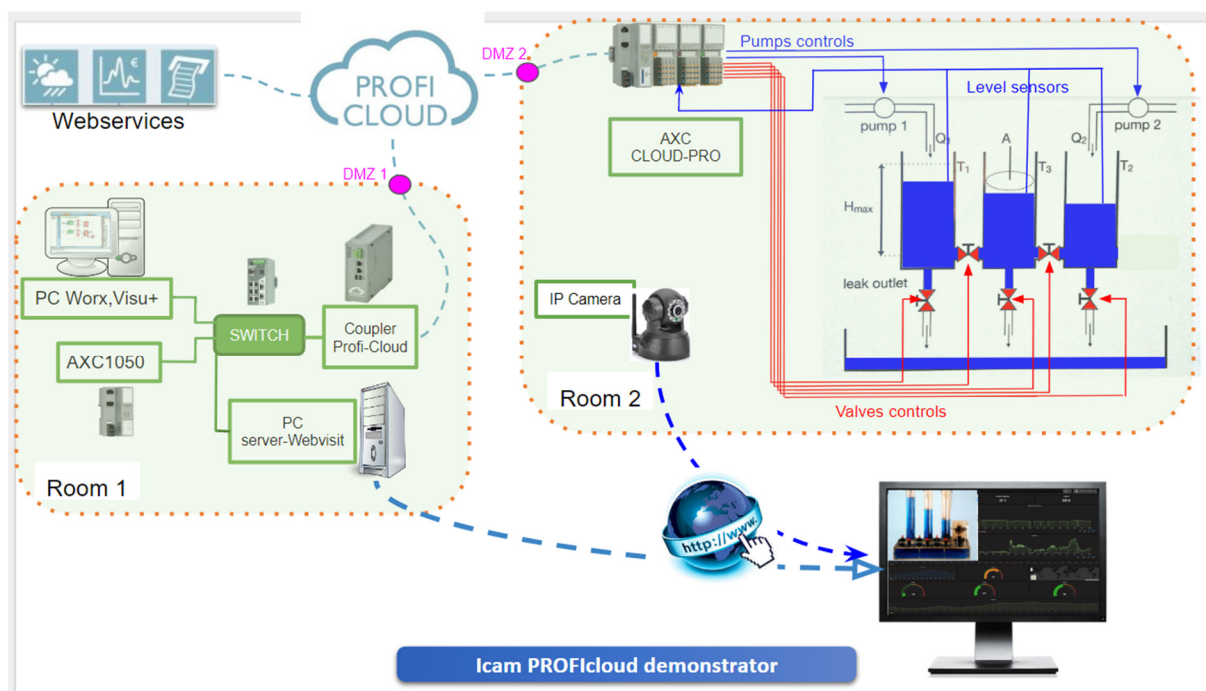 Webservices
€
PROFI
CLOUD
DMZ 2
DMZ 1
AXC
CLOUD-PRO
Pumps controls
Level sensors
pump 1
pump 2
Q1
A
Q2
T1
T3
T2
Hmax
leak outlet
Valves controls
IP Camera
Room 2
PC Worx,Visu+
SWITCH
Coupler
Profi-Cloud
AXC1050
PC
server-Webvisit
Room 1
http://www.
Icam PROFIcloud demonstrator